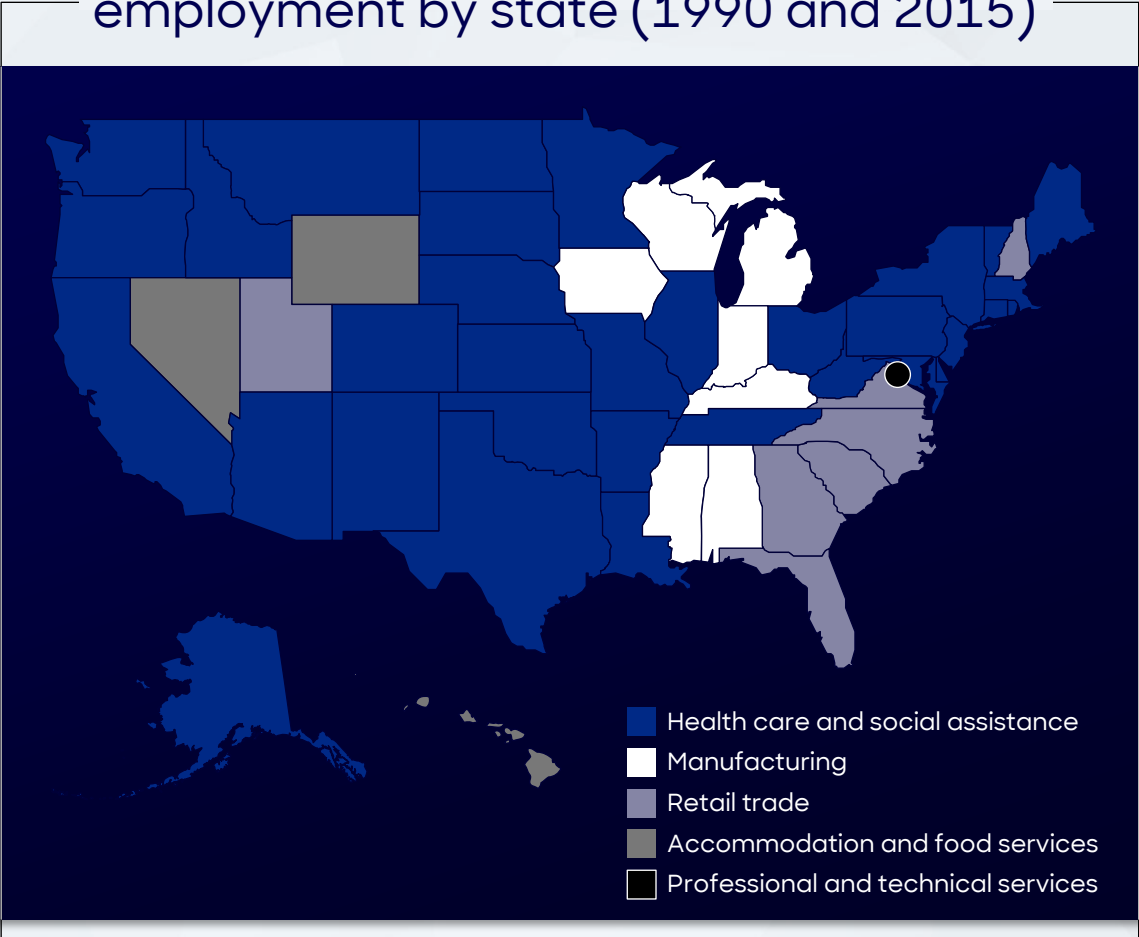 employment by state (1990 and 2015)
Health care and social assistance
Manufacturing
Retail trade
Accommodation and food services
Professional and technical services